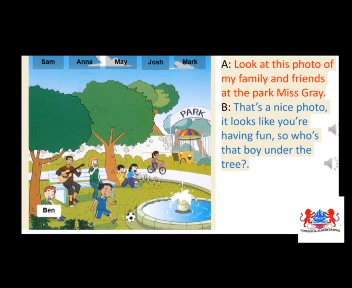 Sam Anna May Josh Mark
PARK
Ben
A: Look at this photo of
my family and friends
at the park Miss Gray.
B: That's a nice photo,
it looks like you're
having fun, so who's
that boy under the
tree?.